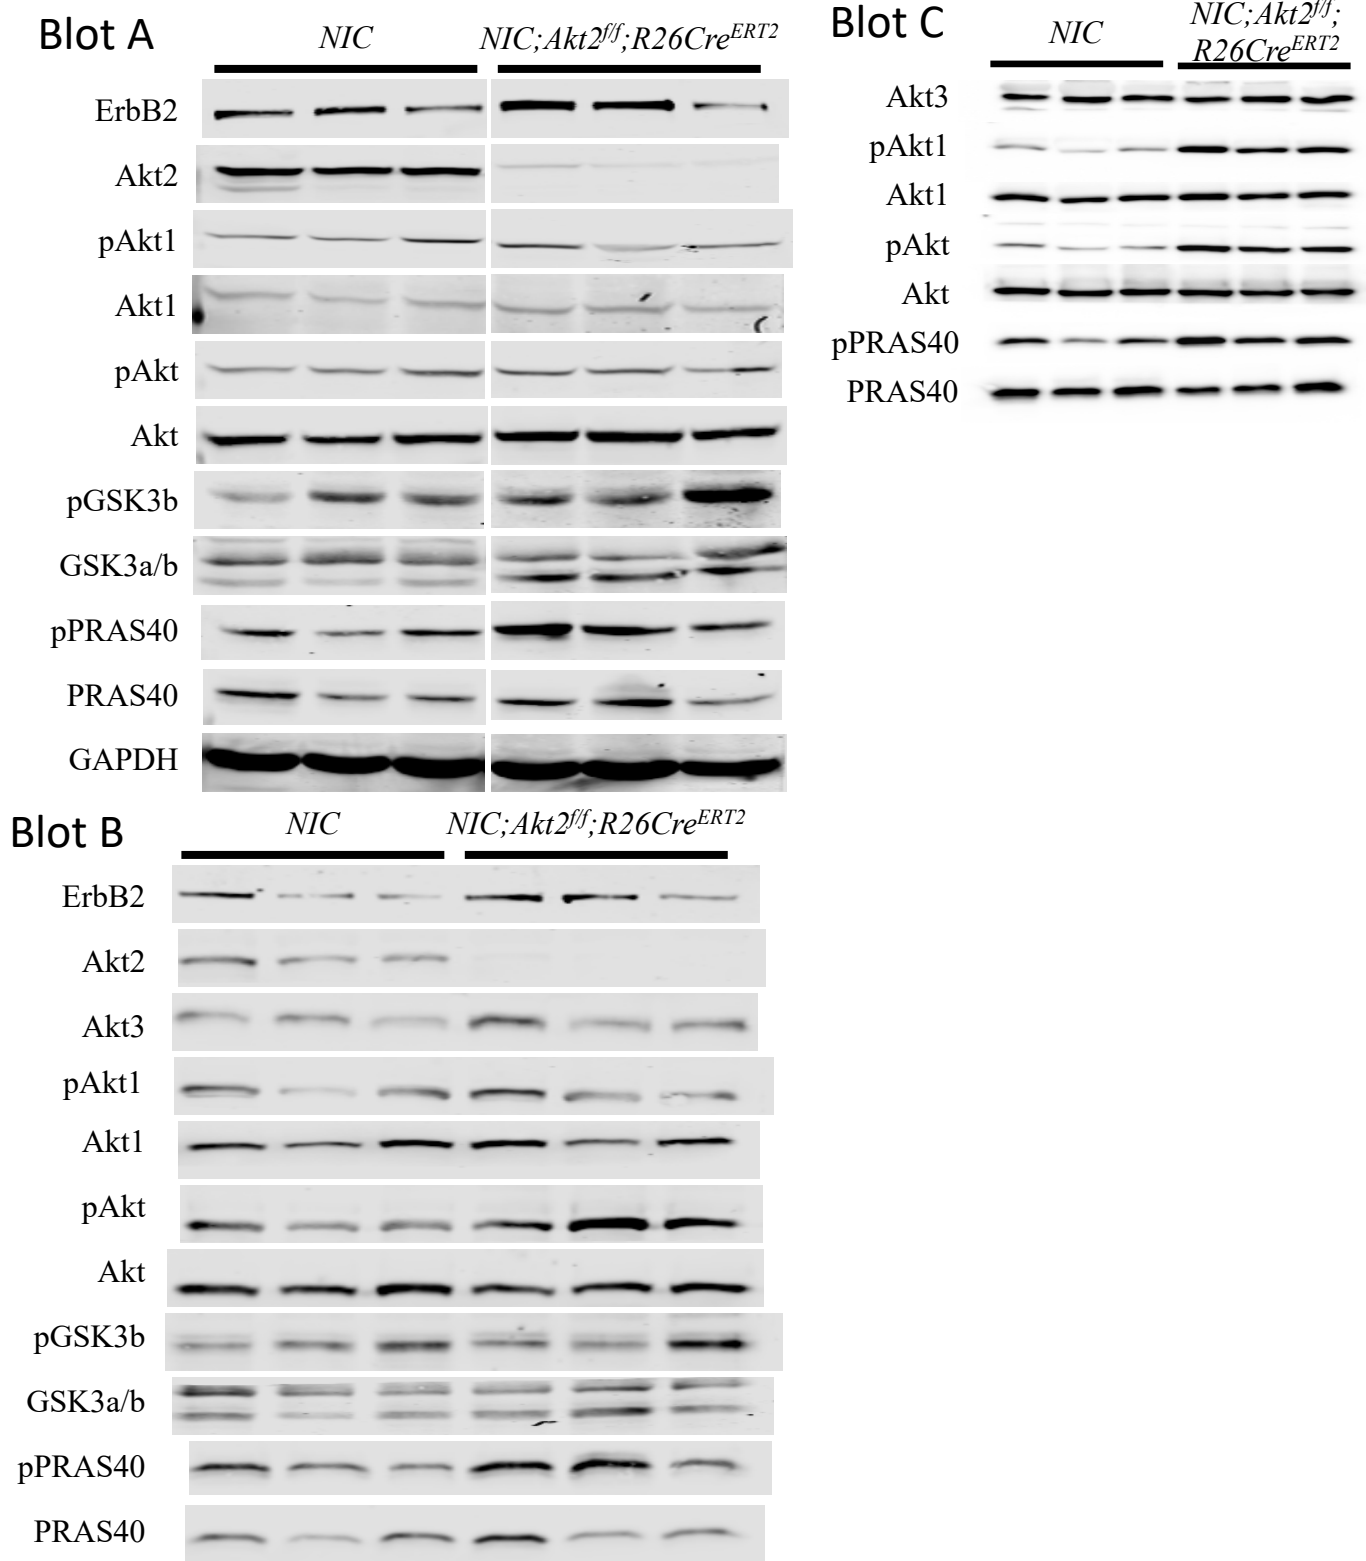 Blot A
NIC
NIC;Akt2f/f;R26CreERT2
ErbB2
Akt2
pAkt1
Akt1
pAkt
Akt
pGSK3b
GSK3a/b
pPRAS40
PRAS40
GAPDH
Blot C
NIC
NIC;Akt2f/f;
R26CreERT2
Akt3
pAkt1
Akt1
pAkt
Akt
pPRAS40
PRAS40
Blot B
NIC
NIC;Akt2f/f;R26CreERT2
ErbB2
Akt2
Akt3
pAkt1
Akt1
pAkt
Akt
pGSK3b
GSK3a/b
pPRAS40
PRAS40